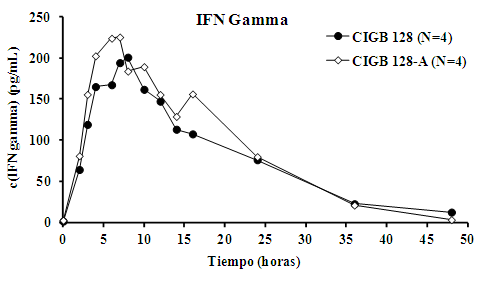 IFN Gamma
CIGB 128 (N=4)
CIGB 128-A (N=4)
c(IFN gamma) (pg/mL)
250
200
150
100
50
0
0 5 10 15 20 25 30 35 40 45 50
Tiempo (horas)